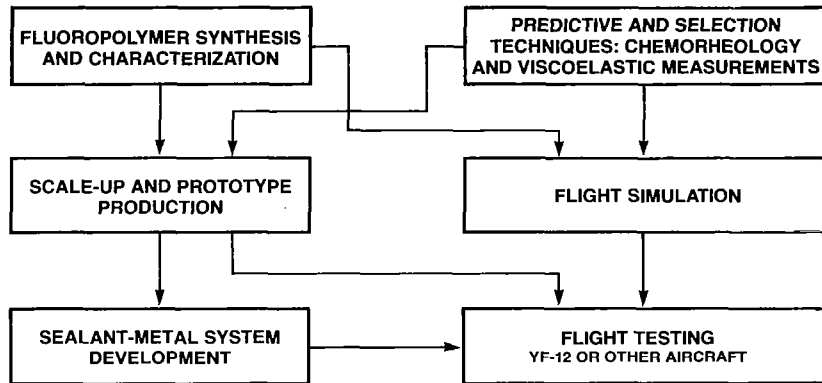 FLUOROPOLYMER SYNTHESIS
AND CHARACTERIZATION
PREDICTIVE AND SELECTION
TECHNIQUES: CHEMORHEOLOGY
AND VISCOELASTIC MEASUREMENTS
SCALE-UP AND PROTOTYPE
PRODUCTION
FLIGHT SIMULATION
SEALANT-METAL SYSTEM
DEVELOPMENT
FLIGHT TESTING
YF-12 OR OTHER AIRCRAFT